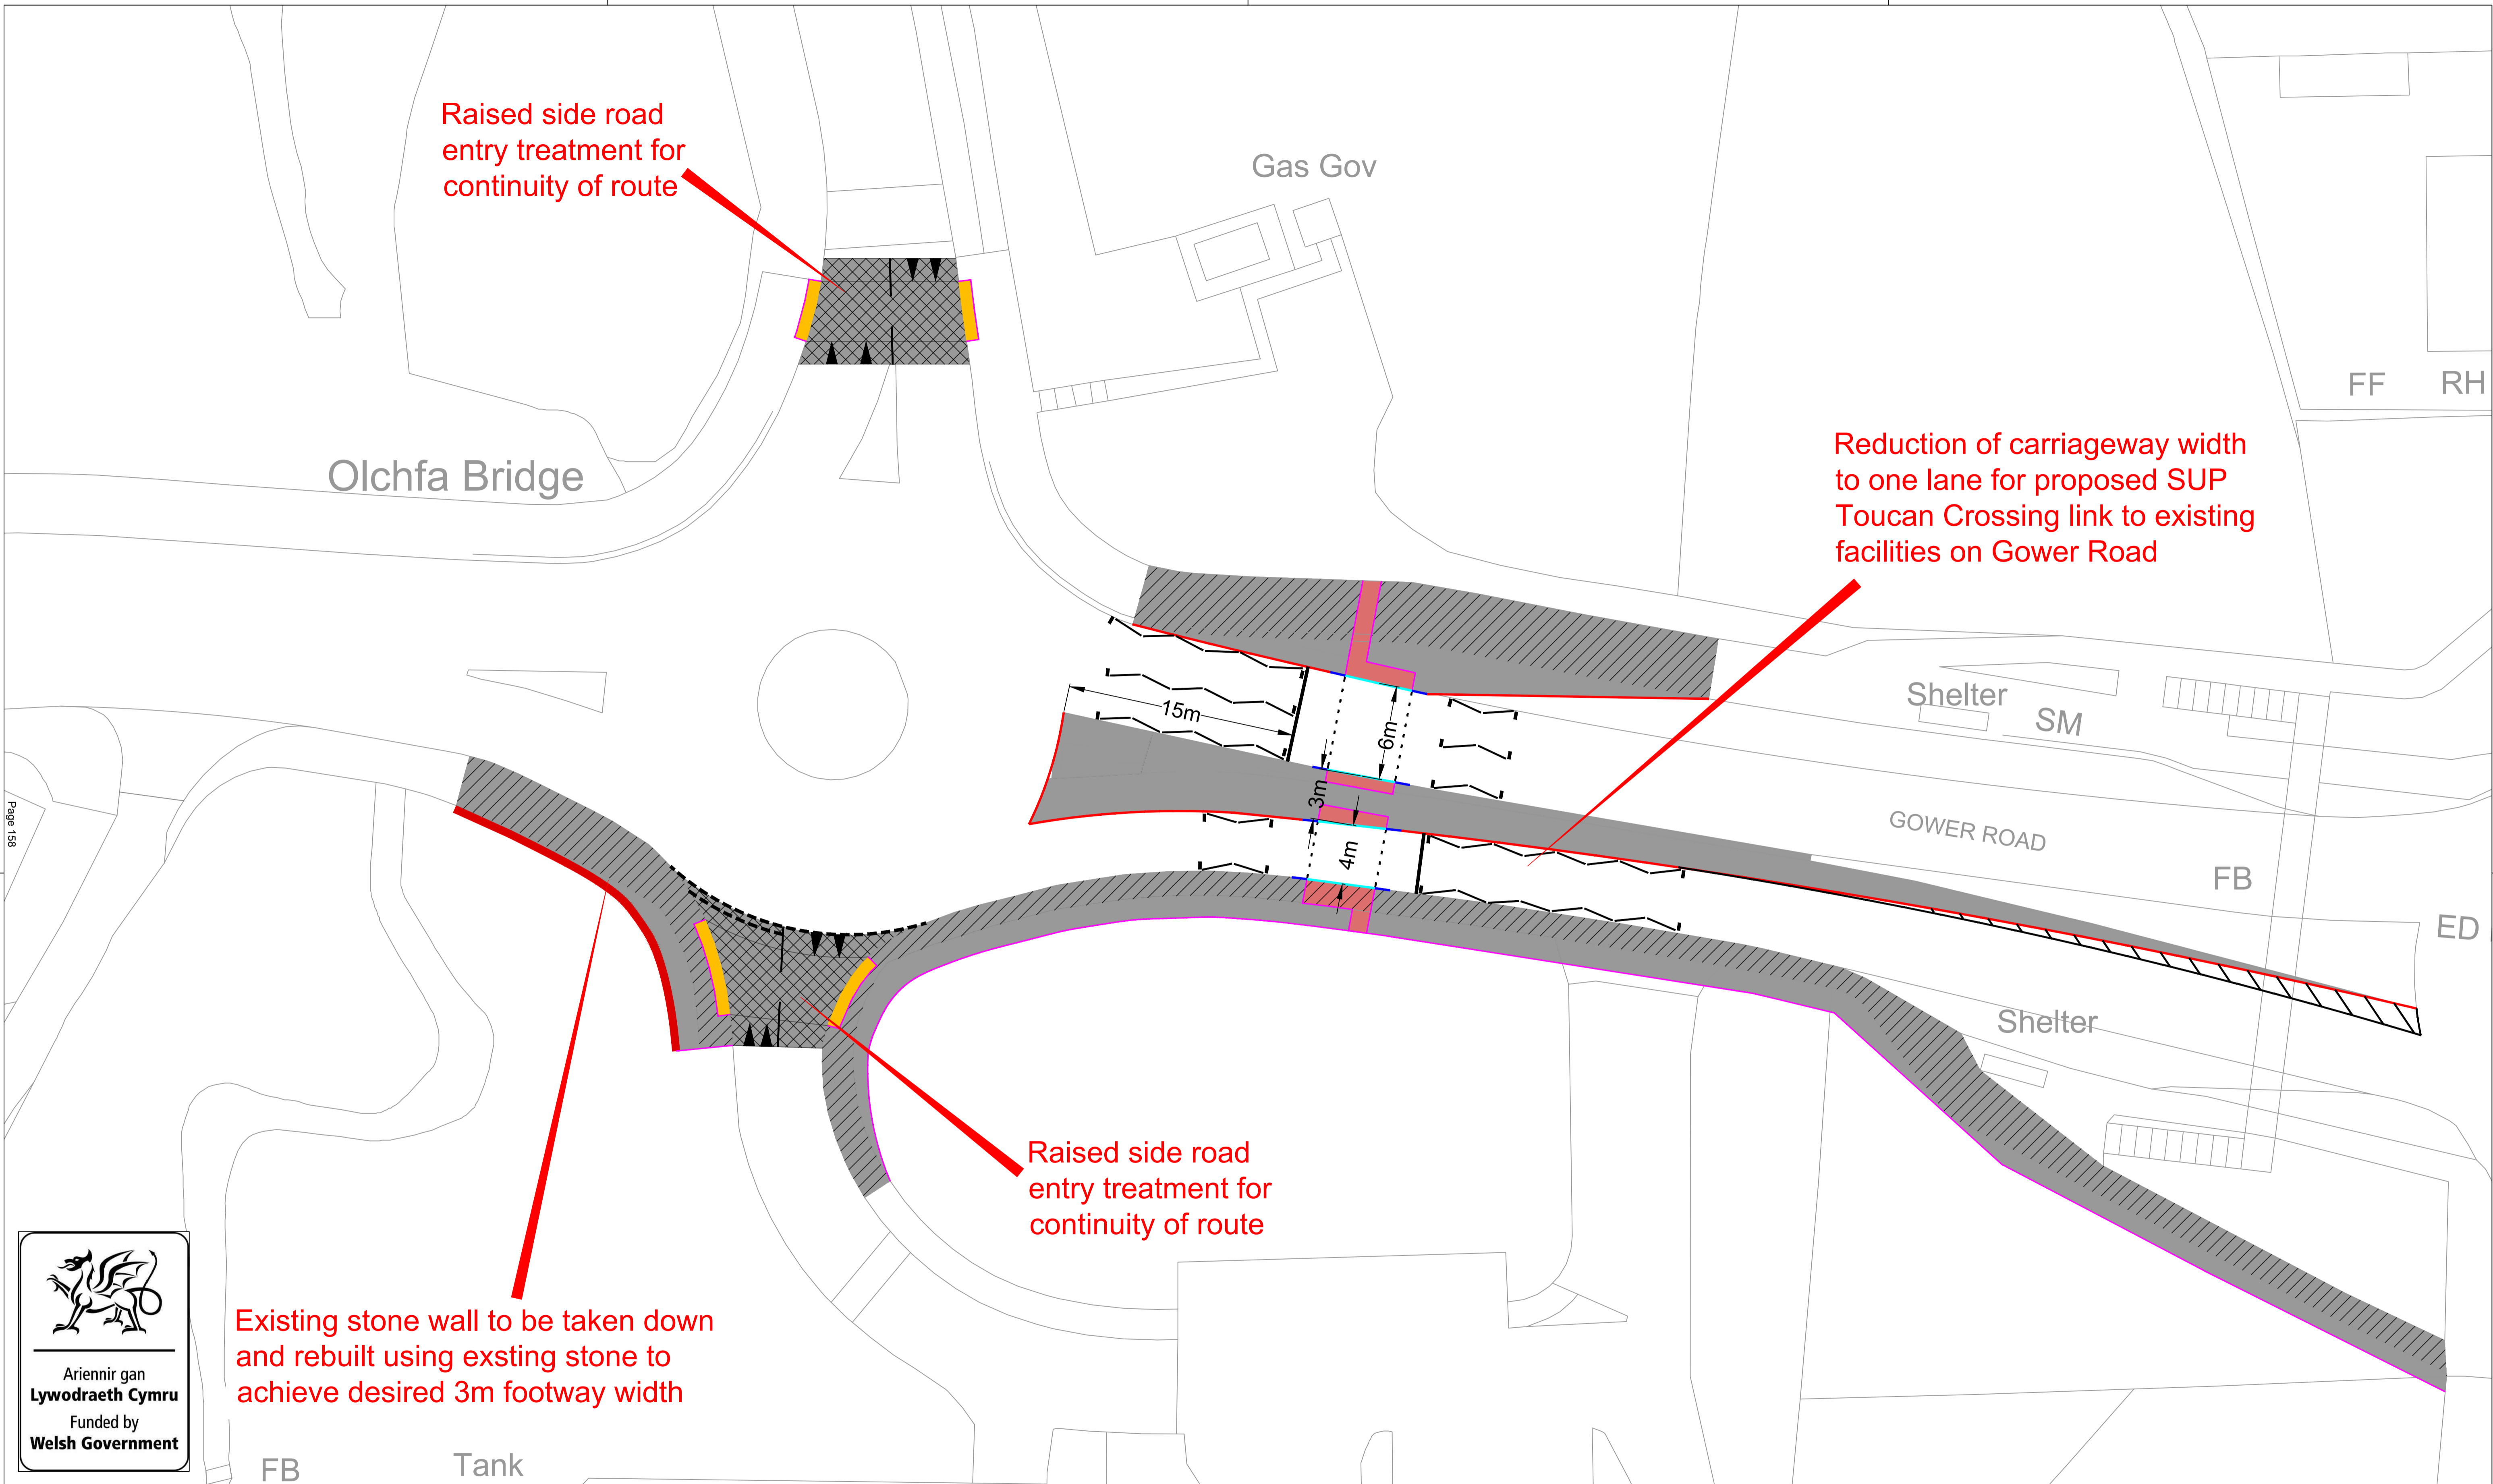 Raised side road
entry treatment for
continuity of route
Gas Gov
FF
RH
Olchfa Bridge
Reduction of carriageway width
to one lane for proposed SUP
Toucan Crossing link to existing
facilities on Gower Road
Shelter
SM
15m
6m
3m
4m
GOWER ROAD
FB
ED
Page 158
Shelter
Raised side road
entry treatment for
continuity of route
Existing stone wall to be taken down
and rebuilt using exsting stone to
achieve desired 3m footway width
Ariennir gan
Lywodraeth Cymru
Funded by
Welsh Government
FB
Tank